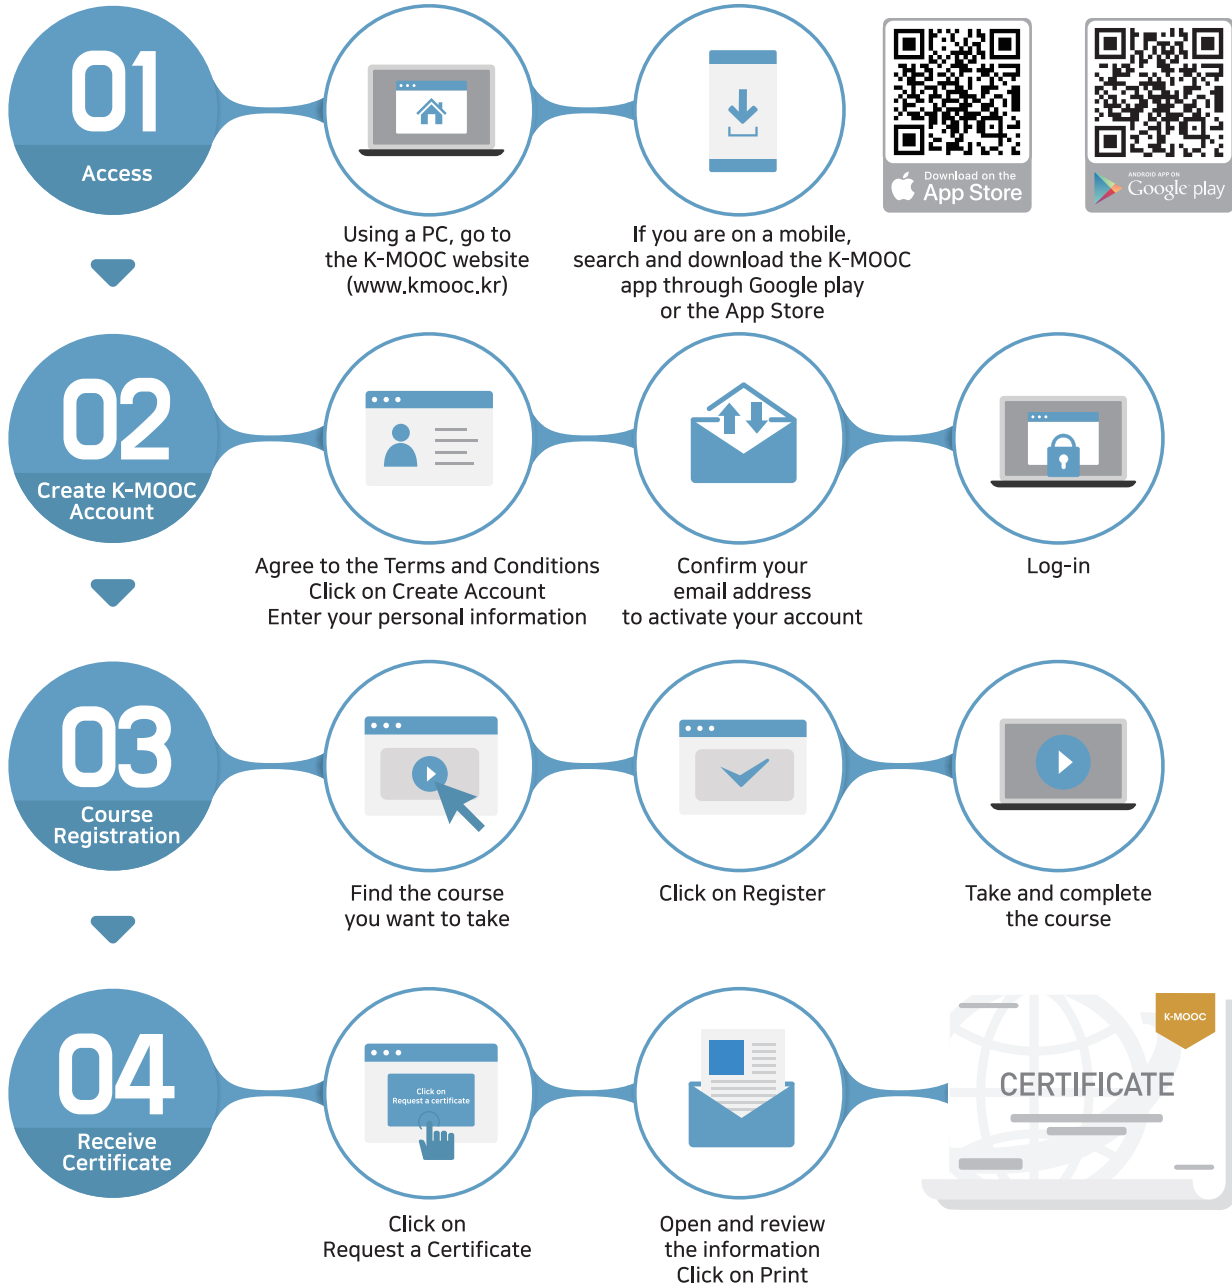 01
Access
Using a PC, go to
the K-MOOC website
(www.kmooc.kr)
If you are on a mobile,
search and download the K-MOOC
app through Google play
or the App Store
Download on the
App Store
ANDROID APP ON
Google play
02
Create K-MOOC
Account
Agree to the Terms and Conditions
Click on Create Account
Enter your personal information
Confirm your
email address
to activate your account
Log-in
03
Course
Registration
Find the course
you want to take
Click on Register
Take and complete
the course
04
Receive
Certificate
Click on
Request a certificate
Click on
Request a Certificate
Open and review
the information
Click on Print
K-MOOC
CERTIFICATE